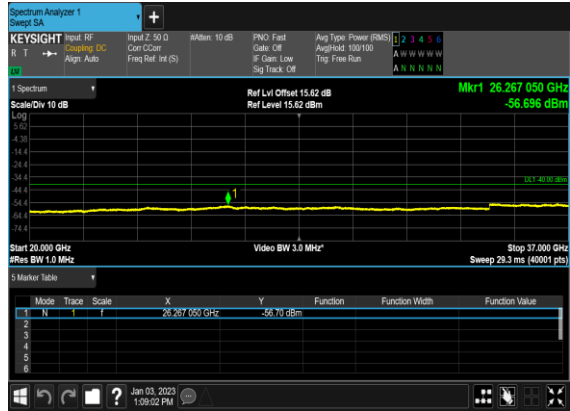 Spectrum Analyzer 1
Swept SA
+
KEYSIGHT Input: RF Input Z: 50 Ω #Atten: 10 dB PNO: Fast Avg Type: Power (RMS) 1 2 3 4 5 6
R T Coupling: DC Corr CCorr Gate: Off Avg|Hold: 100/100 A W W W W W
Align: Auto Freq Ref: Int (S) IF Gain: Low Trig: Free Run
Sig Track: Off A N N N N N
1 Spectrum
Ref Lvl Offset 15.62 dB Mkr1 26.267 050 GHz
Scale/Div 10 dB Ref Level 15.62 dBm -56.696 dBm
Log
5.62
-4.38
-14.4
-24.4
-34.4
DL1 -40.00 dBm
-44.4
1
-54.4
-64.4
-74.4
Start 20.000 GHz Video BW 3.0 MHz* Stop 37.000 GHz
#Res BW 1.0 MHz Sweep 29.3 ms (40001 pts)
5 Marker Table
Mode Trace Scale X Y Function Function Width Function Value
1 N 1 f 26.267 050 GHz -56.70 dBm
2
3
4
5
6
? Jan 03, 2023
1:09:02 PM